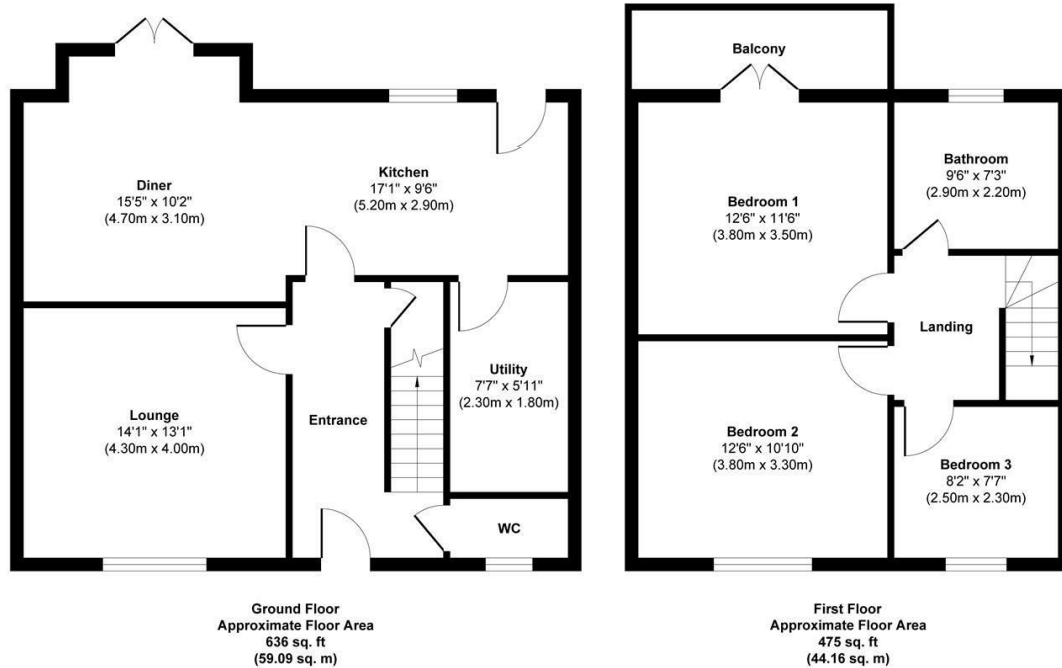 Diner
15'5" x 10'2"
(4.70m x 3.10m)
Kitchen
17'1" x 9'6"
(5.20m x 2.90m)
Lounge
14'1" x 13'1"
(4.30m x 4.00m)
Entrance
Utility
7'7" x 5'11"
(2.30m x 1.80m)
WC
Ground Floor
Approximate Floor Area
636 sq. ft
(59.09 sq. m)
Balcony
Bedroom 1
12'6" x 11'6"
(3.80m x 3.50m)
Bathroom
9'6" x 7'3"
(2.90m x 2.20m)
Landing
Bedroom 2
12'6" x 10'10"
(3.80m x 3.30m)
Bedroom 3
8'2" x 7'7"
(2.50m x 2.30m)
First Floor
Approximate Floor Area
475 sq. ft
(44.16 sq. m)